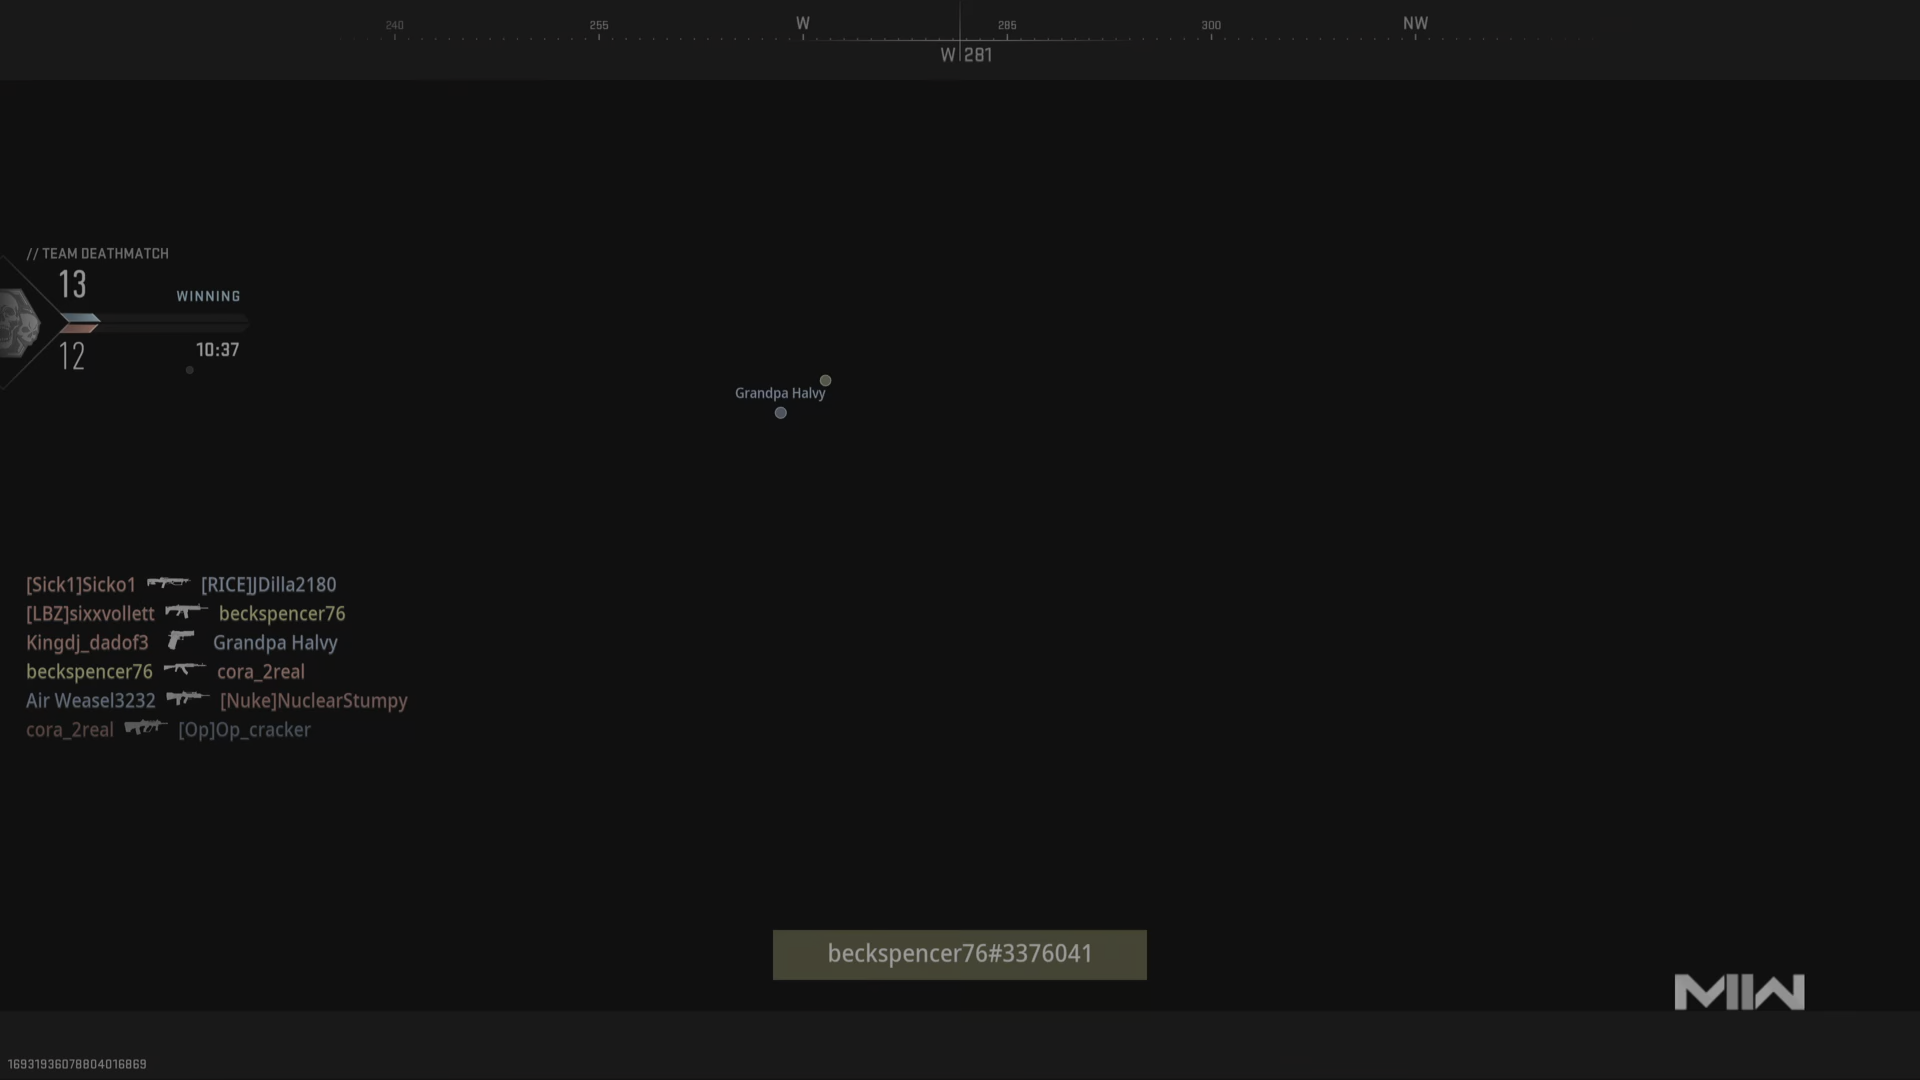 240 255 W 285 300 NW
W 281
// TEAM DEATHMATCH
13
WINNING
12
10:37
Grandpa Halvy
[Sick1]Sicko1 [RICE]JDilla2180
[LBZ]sixxvollett beckspencer76
Kingdj_dadof3 Grandpa Halvy
beckspencer76 cora_2real
Air Weasel3232 [Nuke]NuclearStumpy
cora_2real [Op]Op_cracker
beckspencer76#3376041
MW
16931936078804016869